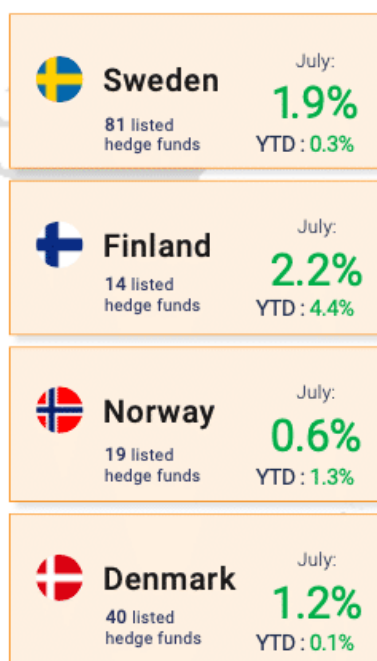 Sweden
81 listed
hedge funds
July:
1.9%
YTD : 0.3%
Finland
14 listed
hedge funds
July:
2.2%
YTD : 4.4%
Norway
19 listed
hedge funds
July:
0.6%
YTD : 1.3%
Denmark
40 listed
hedge funds
July:
1.2%
YTD : 0.1%